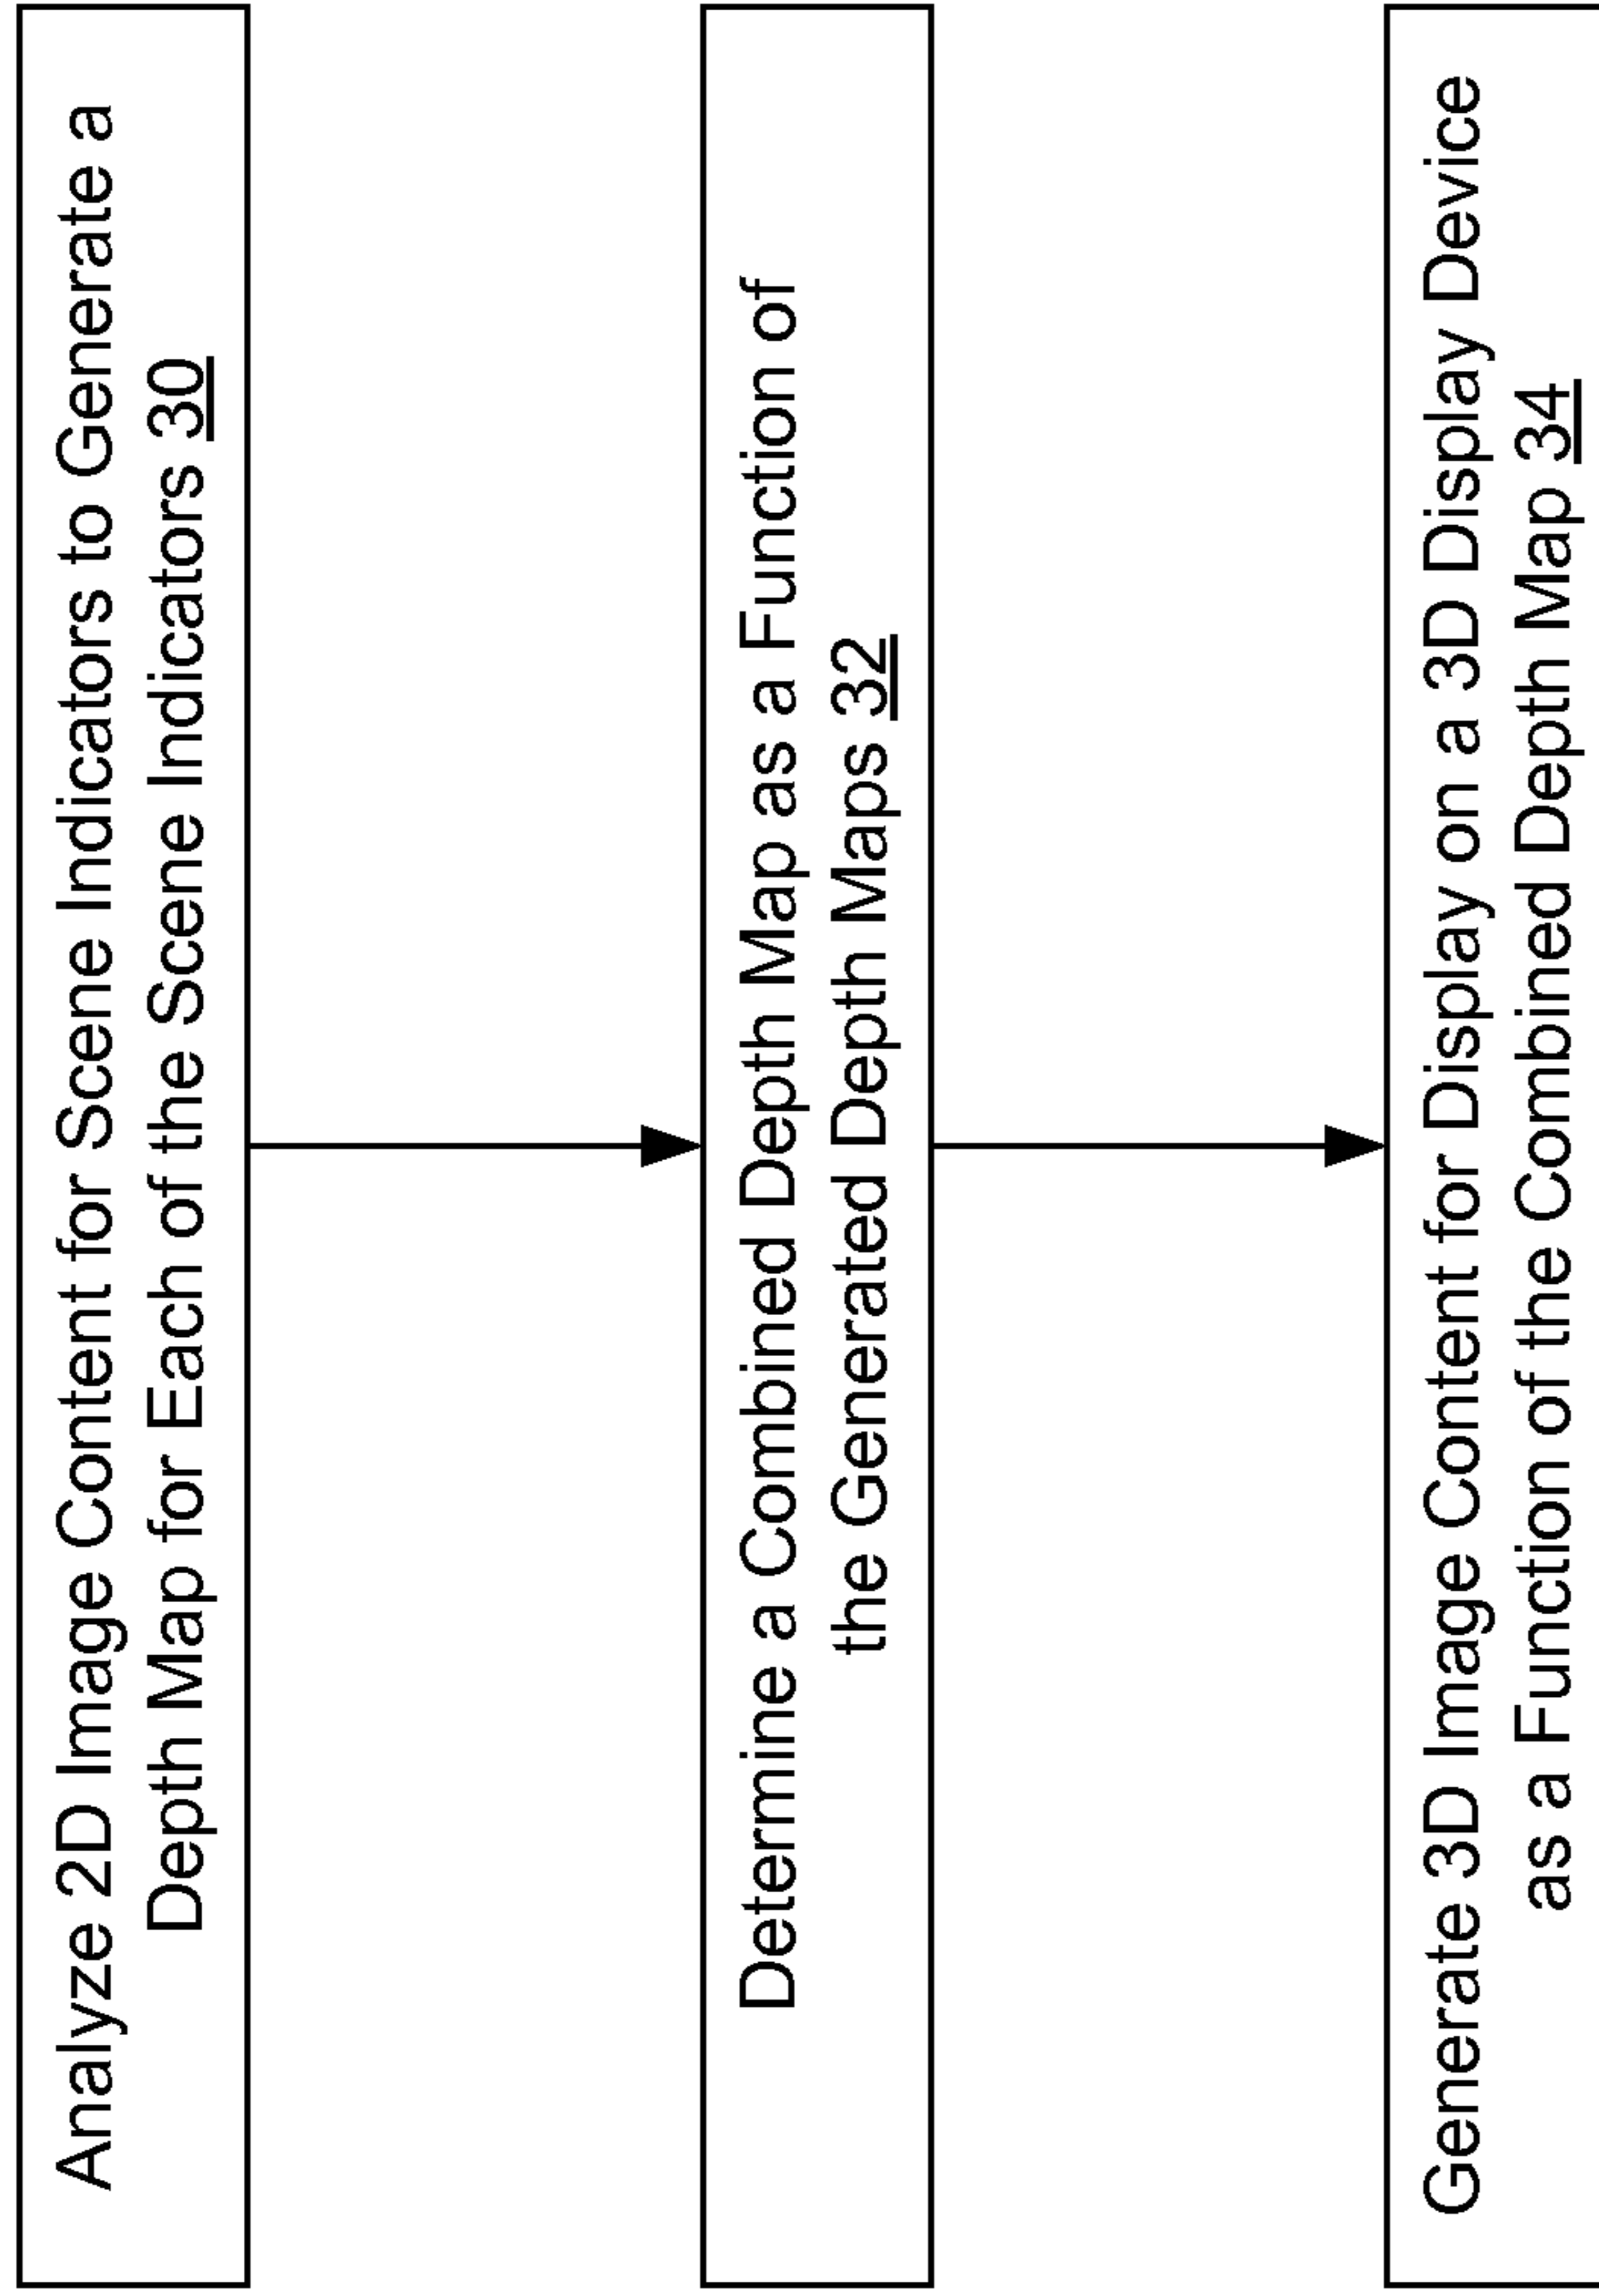 Analyze 2D Image Content for Scene Indicators to Generate a
Depth Map for Each of the Scene Indicators 30
Determine a Combined Depth Map as a Function of
the Generated Depth Maps 32
Generate 3D Image Content for Display on a 3D Display Device
as a Function of the Combined Depth Map 34